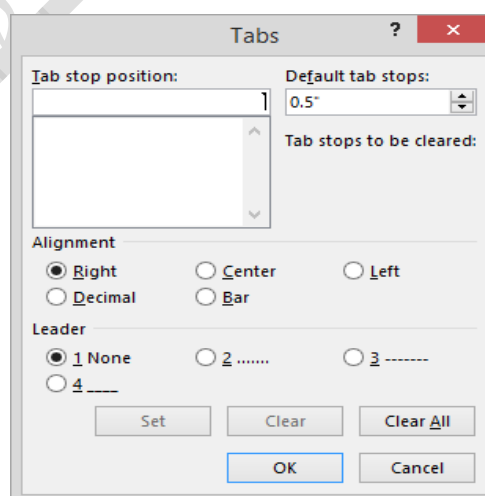 Tabs ?
Tab stop position: Default tab stops:
0.5"
Tab stops to be cleared:
Alignment
Right Center Left
Decimal Bar
Leader
1 None 2 ....... 3 -------
4 ____
Set Clear Clear All
OK Cancel